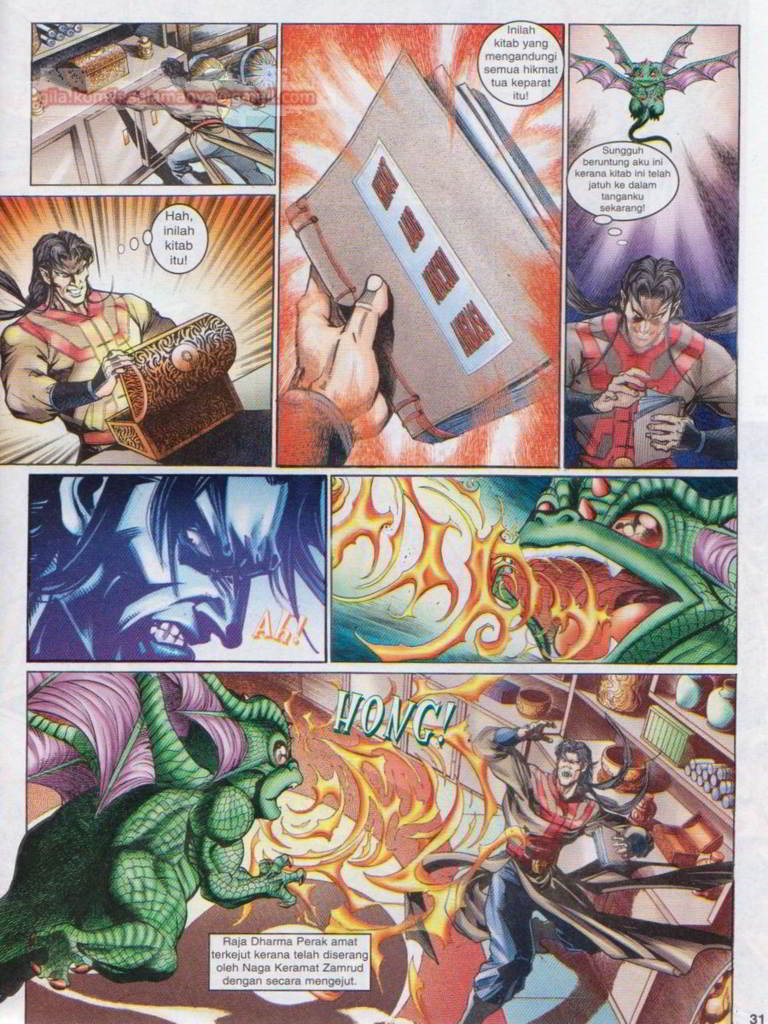 Hah,
inilah
kitab
itu!
Inilah
kitab yang
mengandungi
semua hikmat
tua keparat
itu!
Sungguh
beruntung aku
kerana kitab ini telah
jatuh ke dalam
tanganku
sekarang!
Ah!
HONG!
Raja Dharma Perak amat
terkejut kerana telah diserang
oleh Naga Keramat Zamrud
dengan secara mengejut.
31